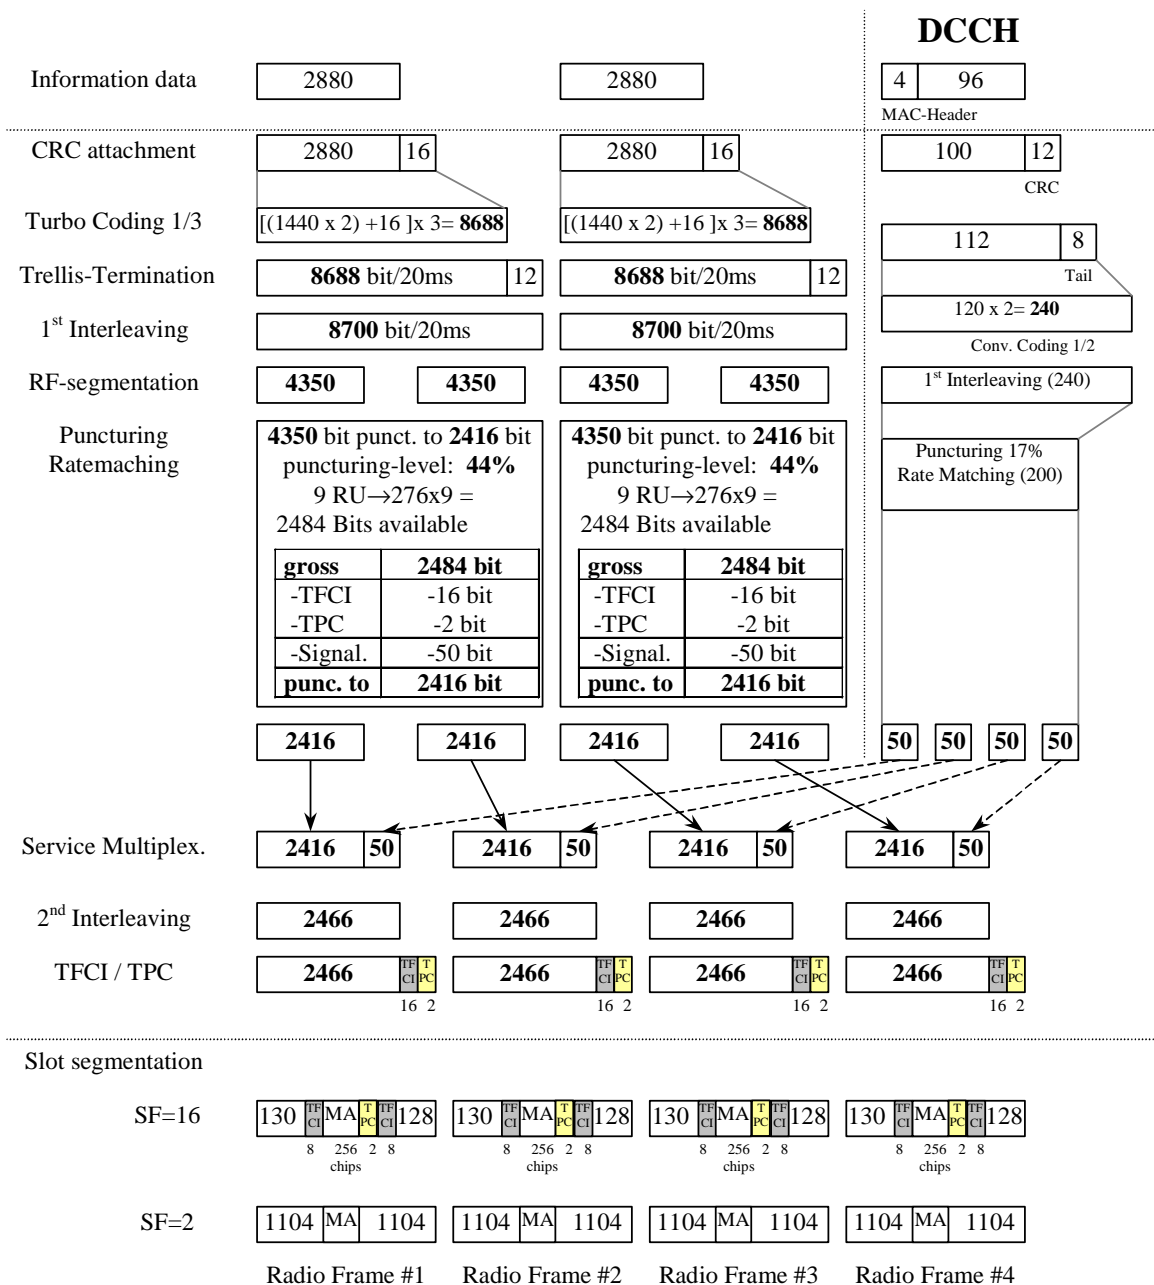 DCCH
Information data 2880 2880 4 96
MAC-Header
CRC attachment 2880 16 2880 16 100 12
CRC
Turbo Coding 1/3 [(1440 x 2) +16 ]x 3= 8688 [(1440 x 2) +16 ]x 3= 8688
112 8
Trellis-Termination 8688 bit/20ms 12 8688 bit/20ms 12
Tail
120 x 2= 240
1st Interleaving 8700 bit/20ms 8700 bit/20ms
Conv. Coding 1/2
RF-segmentation 4350 4350 4350 4350 1st Interleaving (240)
Puncturing
Ratemaching
4350 bit punct. to 2416 bit
puncturing-level: 44%
9 RU→276x9 =
2484 Bits available
gross 2484 bit
-TFCI -16 bit
-TPC -2 bit
-Signal. -50 bit
punc. to 2416 bit
4350 bit punct. to 2416 bit
puncturing-level: 44%
9 RU→276x9 =
2484 Bits available
gross 2484 bit
-TFCI -16 bit
-TPC -2 bit
-Signal. -50 bit
punc. to 2416 bit
Puncturing 17%
Rate Matching (200)
2416 2416 2416 2416 50 50 50 50
Service Multiplex. 2416 50 2416 50 2416 50 2416 50
2nd Interleaving 2466 2466 2466 2466
TFCI / TPC 2466 TF CI T PC 2466 TF CI T PC 2466 TF CI T PC 2466 TF CI T PC
16 2 16 2 16 2 16 2
Slot segmentation
SF=16 130 TF CI MA T PC TF CI 128 130 TF CI MA T PC TF CI 128 130 TF CI MA T PC TF CI 128 130 TF CI MA T PC TF CI 128
8 256 2 8 8 256 2 8 8 256 2 8 8 256 2 8
chips chips chips chips
SF=2 1104 MA 1104 1104 MA 1104 1104 MA 1104 1104 MA 1104
Radio Frame #1 Radio Frame #2 Radio Frame #3 Radio Frame #4